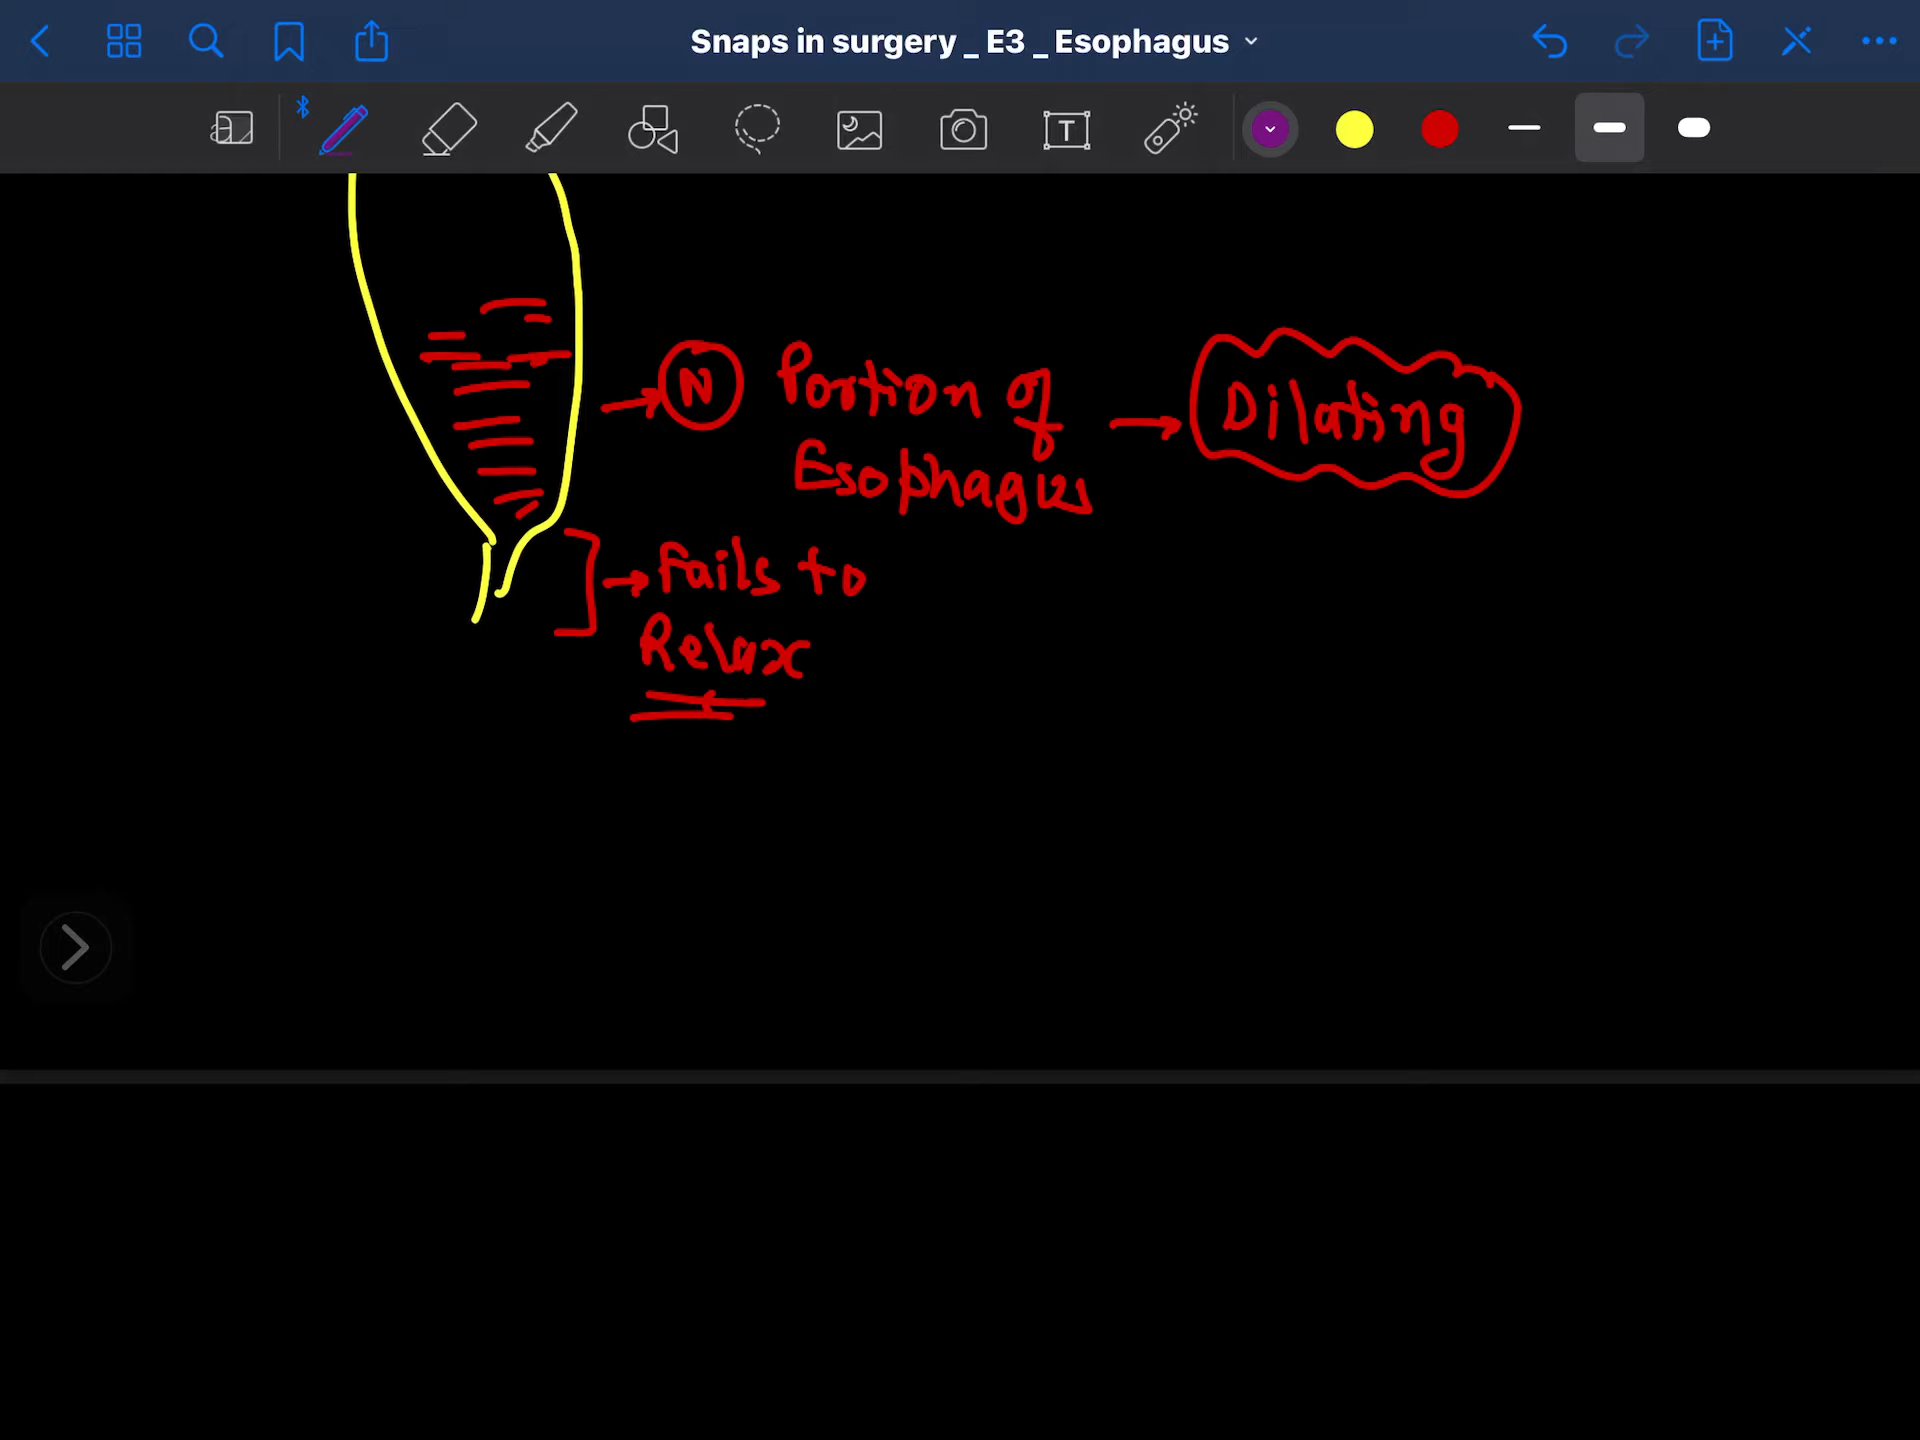 Snaps in surgery _ E3 _ Esophagus
T
N Portion of
Esophagus
Dilating
Fails to
Relax